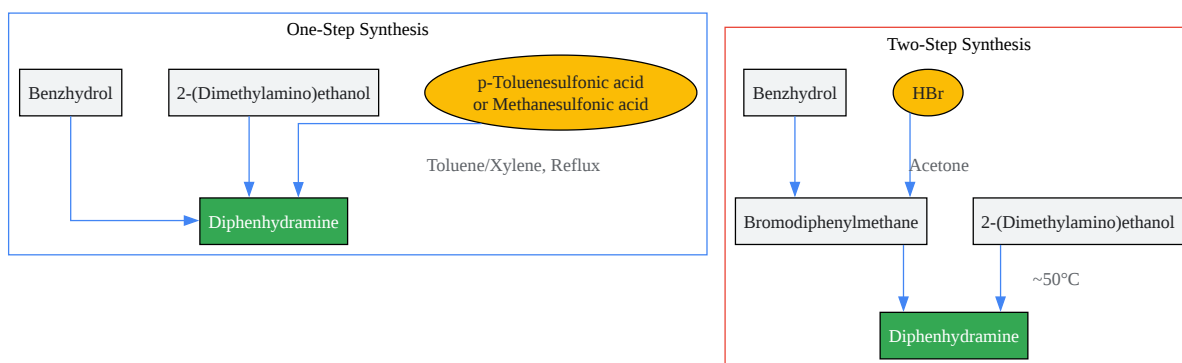 One-Step Synthesis
Benzhydrol
2-(Dimethylamino)ethanol
p-Toluenesulfonic acid
or Methanesulfonic acid
Toluene/Xylene, Reflux
Diphenhydramine
Two-Step Synthesis
Benzhydrol
HBr
Acetone
Bromodiphenylmethane
2-(Dimethylamino)ethanol
~50°C
Diphenhydramine